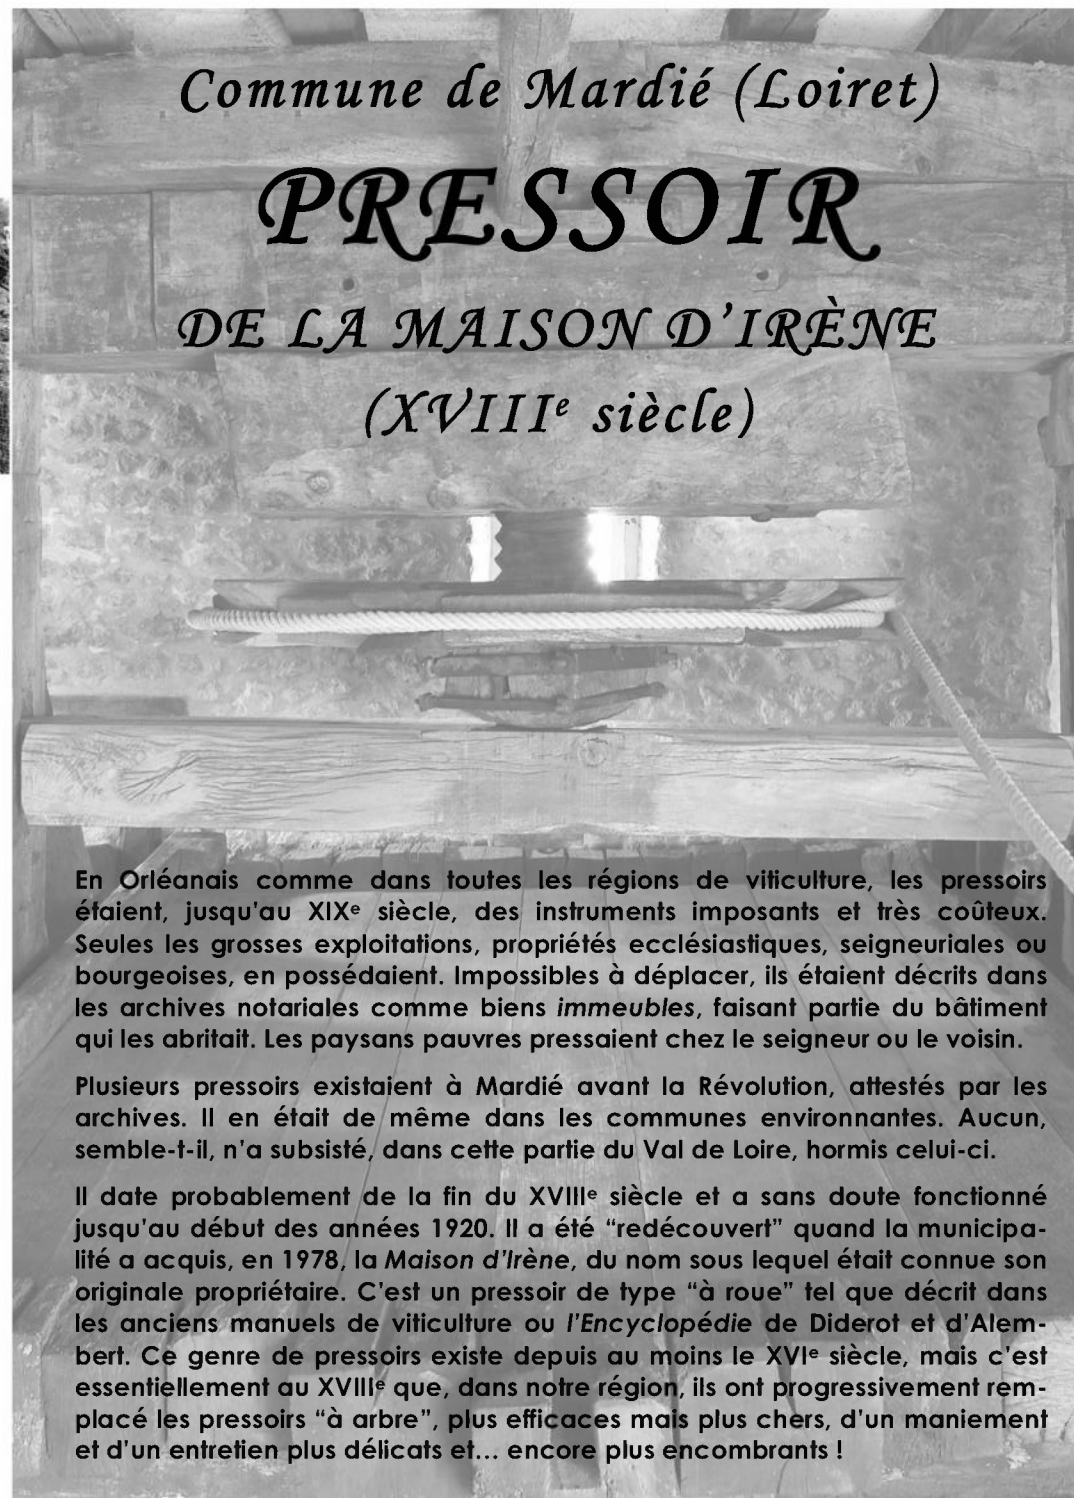 Commune de Mardié (Loiret)
PRESSOIR
DE LA MAISON D'IRÈNE
(XVIIIe siècle)
En Orléanais comme dans toutes les régions de viticulture, les pressoirs
étaient, jusqu'au XIXe siècle, des instruments imposants et très coûteux.
Seules les grosses exploitations, propriétés ecclésiastiques, seigneuriales ou
bourgeoises, en possédaient. Impossibles à déplacer, ils étaient décrits dans
les archives notariales comme biens immeubles, faisant partie du bâtiment
qui les abritait. Les paysans pauvres pressaient chez le seigneur ou le voisin.
Plusieurs pressoirs existaient à Mardié avant la Révolution, attestés par les
archives. Il en était de même dans les communes environnantes. Aucun,
semble-t-il, n'a subsisté, dans cette partie du Val de Loire, hormis celui-ci.
Il date probablement de la fin du XVIIIe siècle et a sans doute fonctionné
jusqu'au début des années 1920. Il a été "redécouvert" quand la municipa-
lité a acquis, en 1978, la Maison d'Irène, du nom sous lequel était connue son
originale propriétaire. C'est un pressoir de type "à roue" tel que décrit dans
les anciens manuels de viticulture ou l'Encyclopédie de Diderot et d'Alem-
bert. Ce genre de pressoirs existe depuis au moins le XVIe siècle, mais c'est
essentiellement au XVIIIe que, dans notre région, ils ont progressivement rem-
placé les pressoirs "à arbre", plus efficaces mais plus chers, d'un maniement
et d'un entretien plus délicats et... encore plus encombrants !